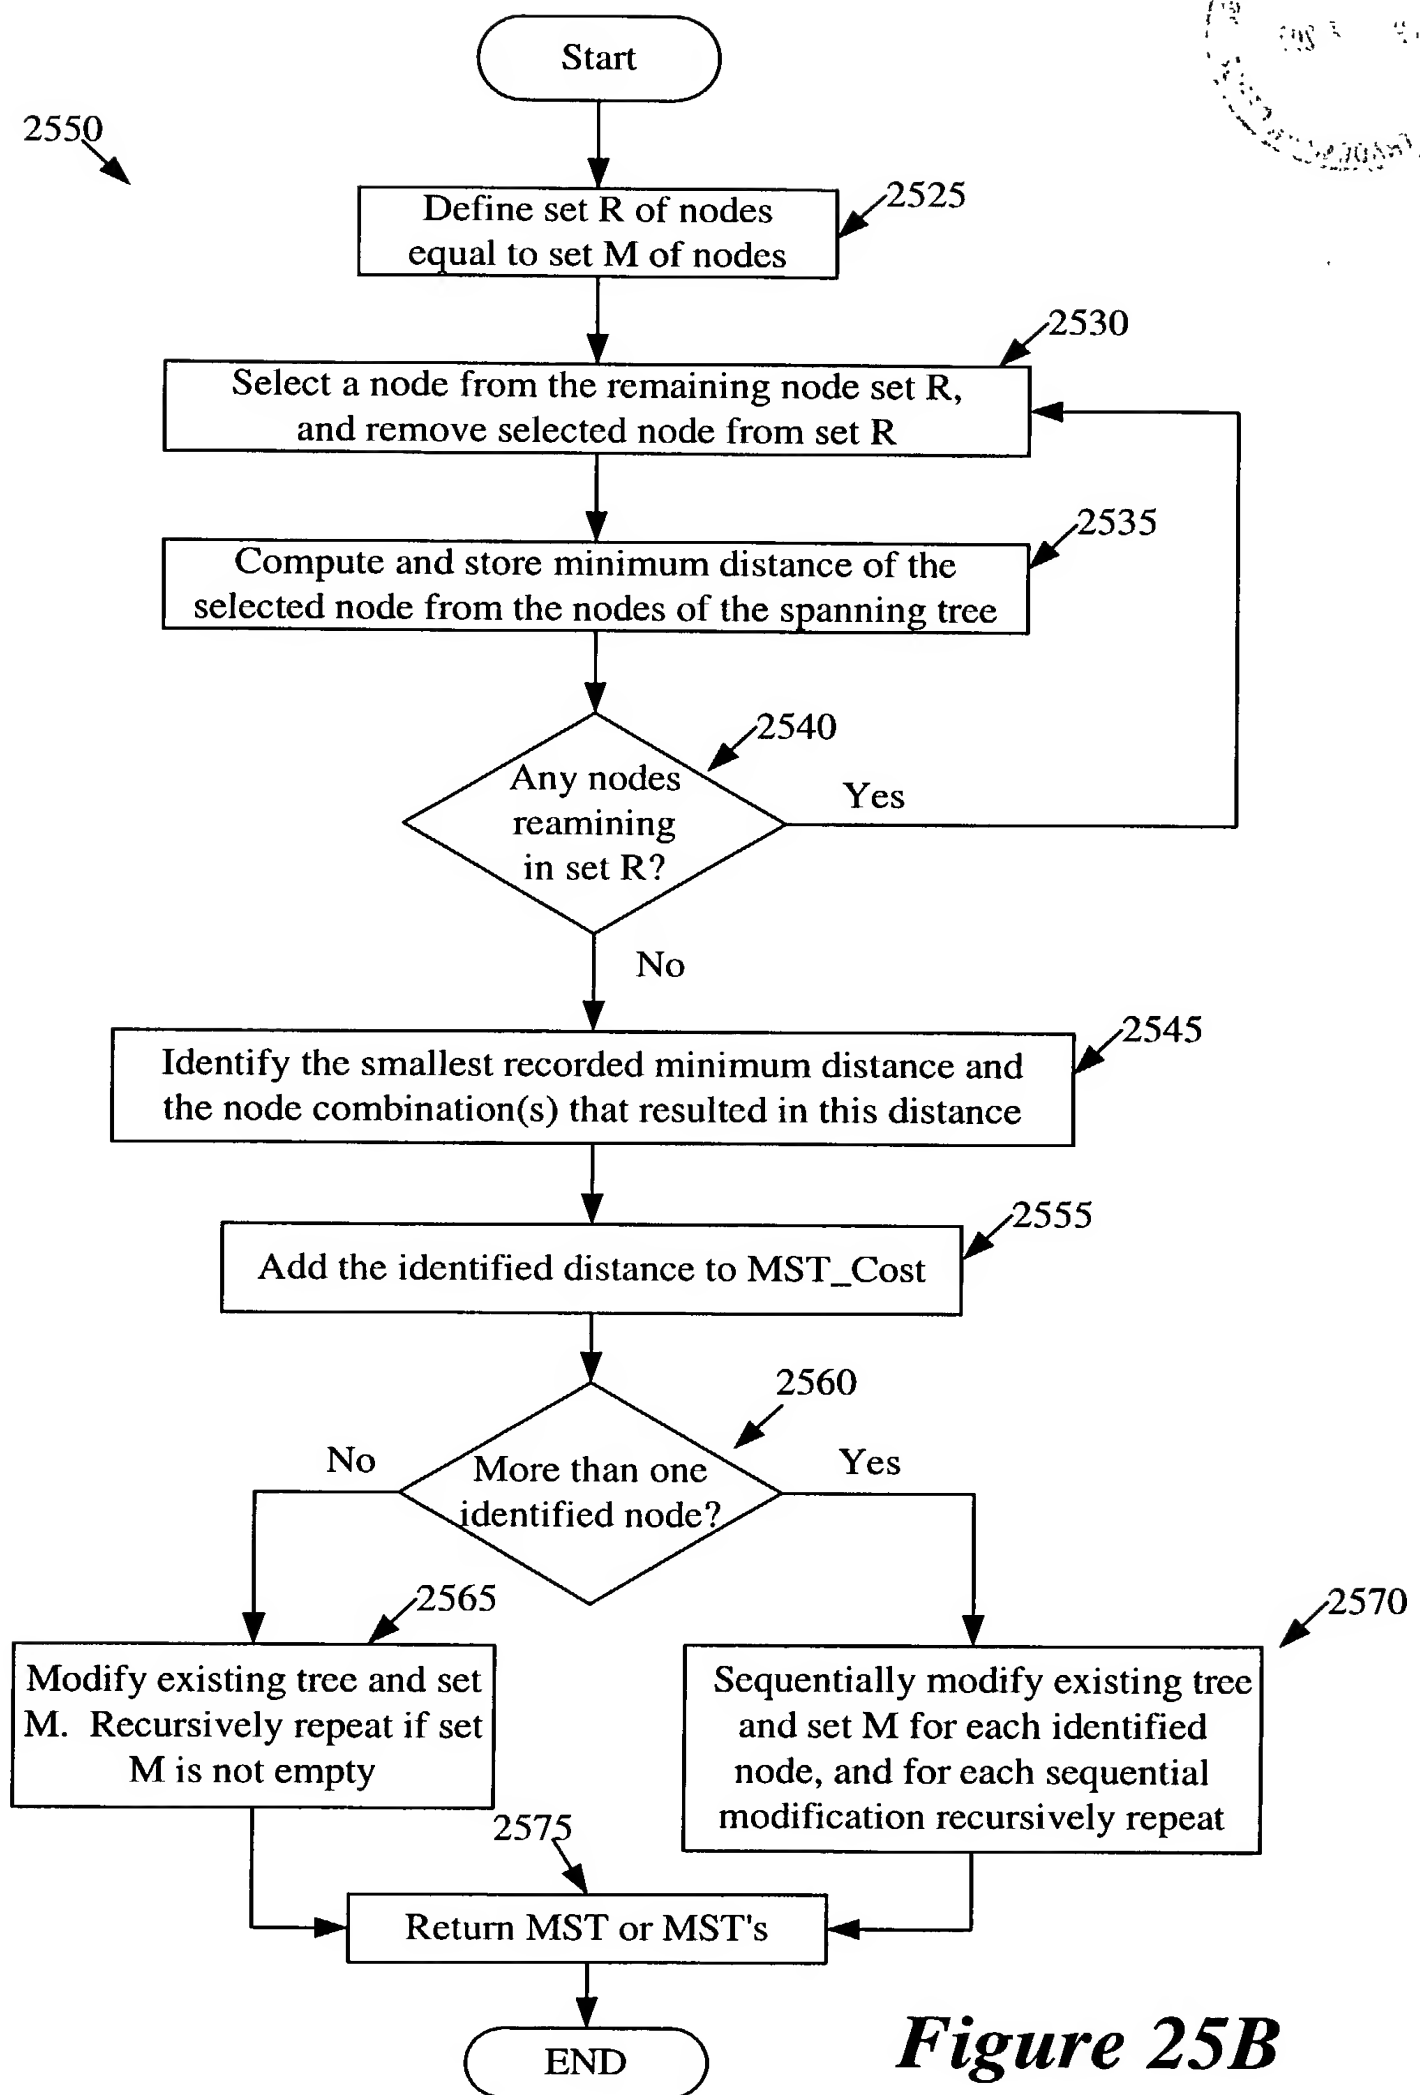 Start
2550
2525
Define set R of nodes
equal to set M of nodes
2530
Select a node from the remaining node set R,
and remove selected node from set R
2535
Compute and store minimum distance of the
selected node from the nodes of the spanning tree
2540
Any nodes
reamining
in set R?
Yes
No
2545
Identify the smallest recorded minimum distance and
the node combination(s) that resulted in this distance
2555
Add the identified distance to MST_Cost
2560
More than one
identified node?
No
Yes
2565
Modify existing tree and set
M. Recursively repeat if set
M is not empty
2570
Sequentially modify existing tree
and set M for each identified
node, and for each sequential
modification recursively repeat
2575
Return MST or MST's
END
Figure 25B